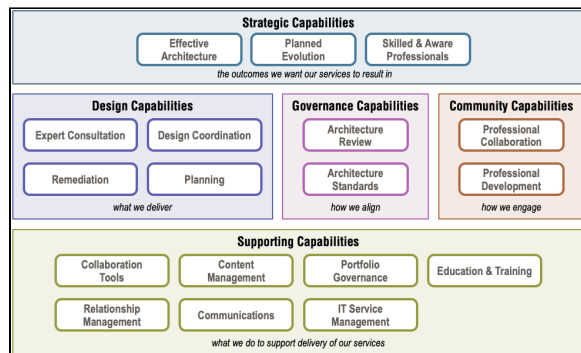 Strategic Capabilities
Effective
Architecture
Planned
Evolution
Skilled & Aware
Professionals
the outcomes we want our services to result in
Design Capabilities
Expert Consultation
Design Coordination
Remediation
Planning
what we deliver
Governance Capabilities
Architecture
Review
Architecture
Standards
how we align
Community Capabilities
Professional
Collaboration
Professional
Development
how we engage
Supporting Capabilities
Collaboration
Tools
Content
Management
Portfolio
Governance
Education & Training
Relationship
Management
Communications
IT Service
Management
what we do to support delivery of our services